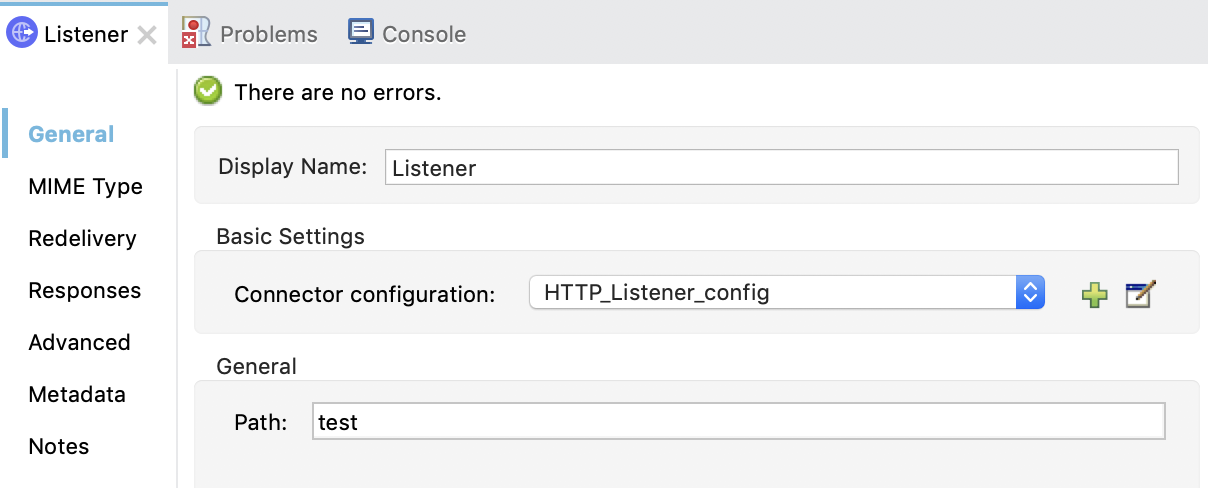 Listener
Problems
Console
There are no errors.
General
MIME Type
Redelivery
Responses
Advanced
Metadata
Notes
Display Name: Listener
Basic Settings
Connector configuration: HTTP_Listener_config
General
Path: test